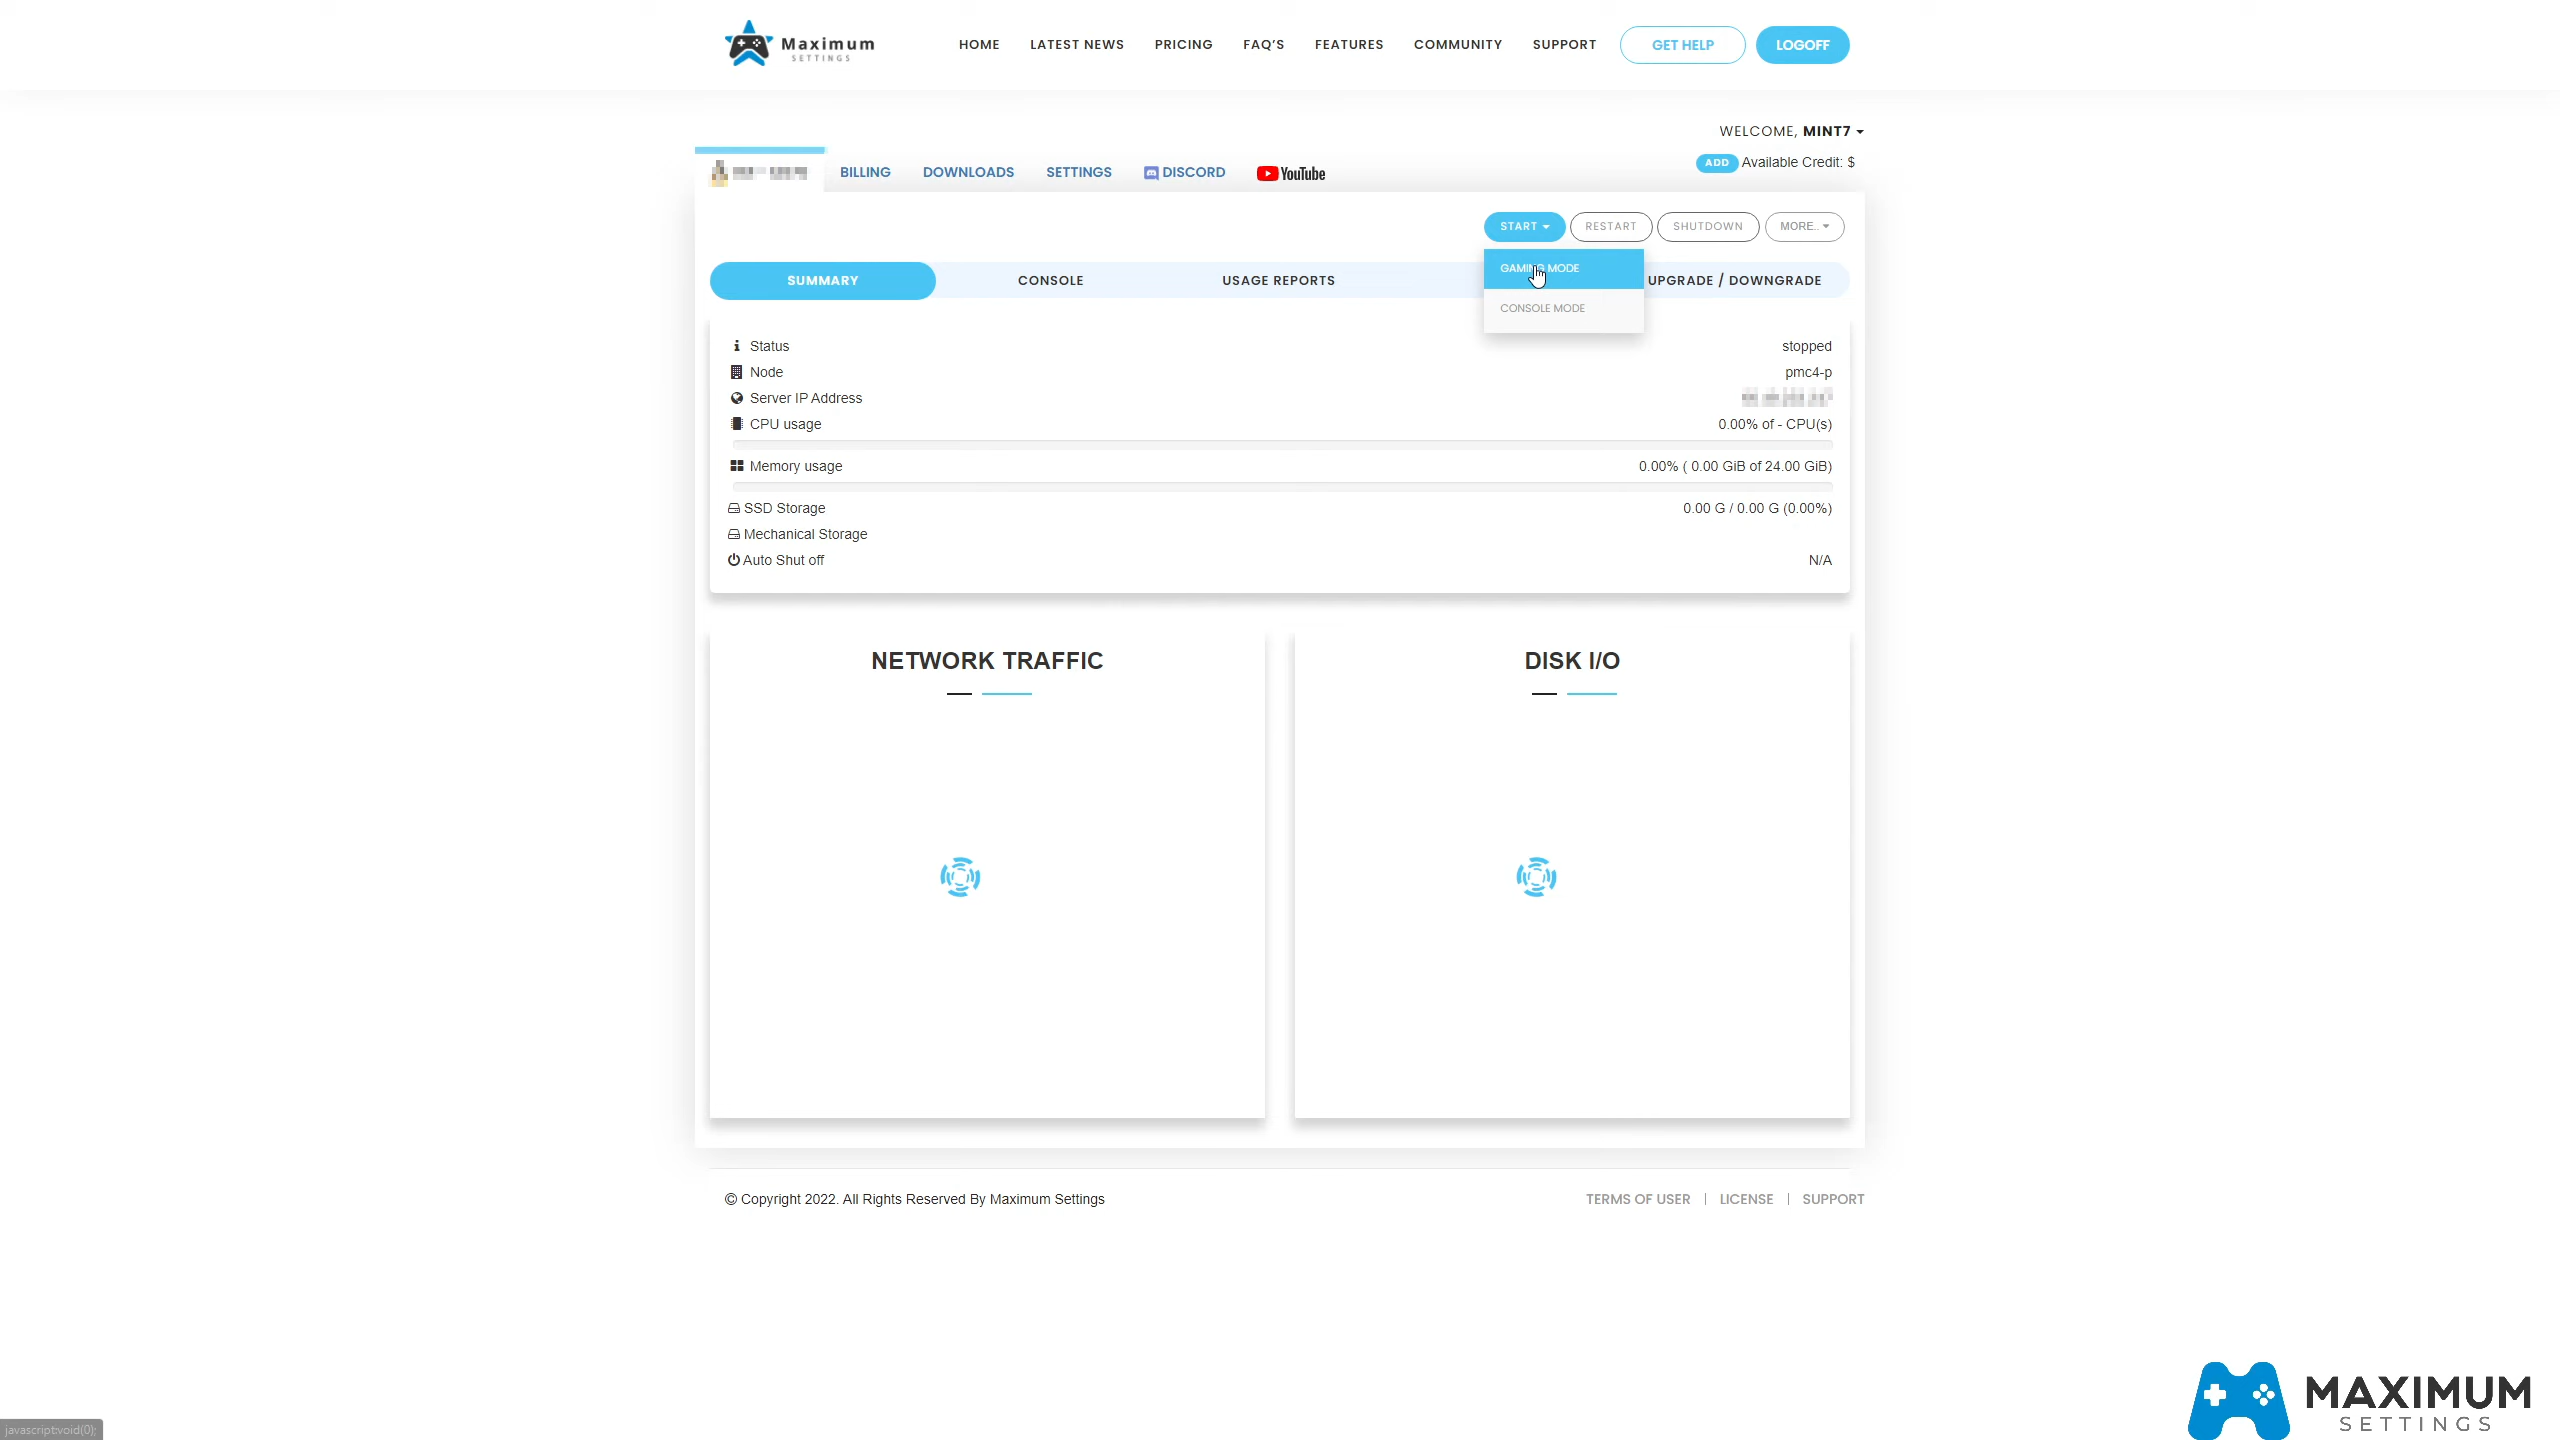 Maximum
SETTINGS
HOME LATEST NEWS PRICING FAQ'S FEATURES COMMUNITY SUPPORT GET HELP LOGOFF
WELCOME, MINT7
ADD Available Credit: $
BILLING DOWNLOADS SETTINGS DISCORD YouTube
START RESTART SHUTDOWN MORE..
GAMING MODE
CONSOLE MODE
SUMMARY CONSOLE USAGE REPORTS UPGRADE / DOWNGRADE
Status stopped
Node pmc4-p
Server IP Address
CPU usage 0.00% of - CPU(s)
Memory usage 0.00% ( 0.00 GiB of 24.00 GiB)
SSD Storage 0.00 G / 0.00 G (0.00%)
Mechanical Storage
Auto Shut off N/A
NETWORK TRAFFIC DISK I/O
© Copyright 2022. All Rights Reserved By Maximum Settings
TERMS OF USER | LICENSE | SUPPORT
MAXIMUM
SETTINGS
javascript:void(0);